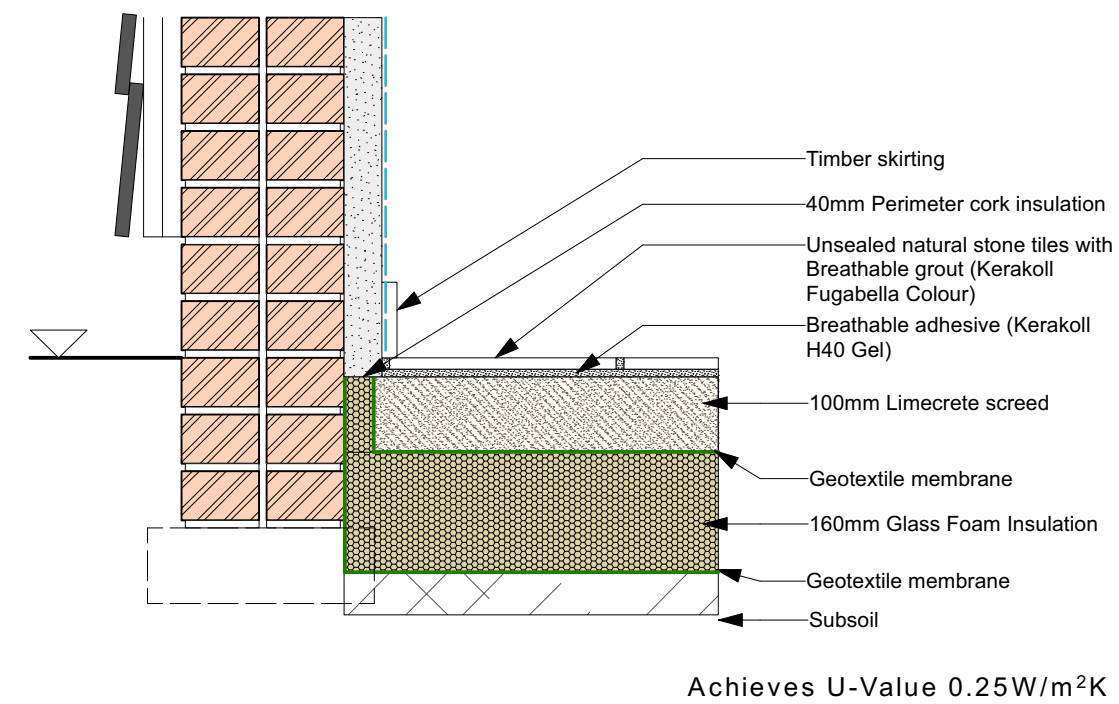 Timber skirting
40mm Perimeter cork insulation
Unsealed natural stone tiles with
Breathable grout (Kerakoll
Fugabella Colour)
Breathable adhesive (Kerakoll
H40 Gel)
100mm Limecrete screed
Geotextile membrane
160mm Glass Foam Insulation
Geotextile membrane
Subsoil
Achieves U-Value 0.25W/m²K